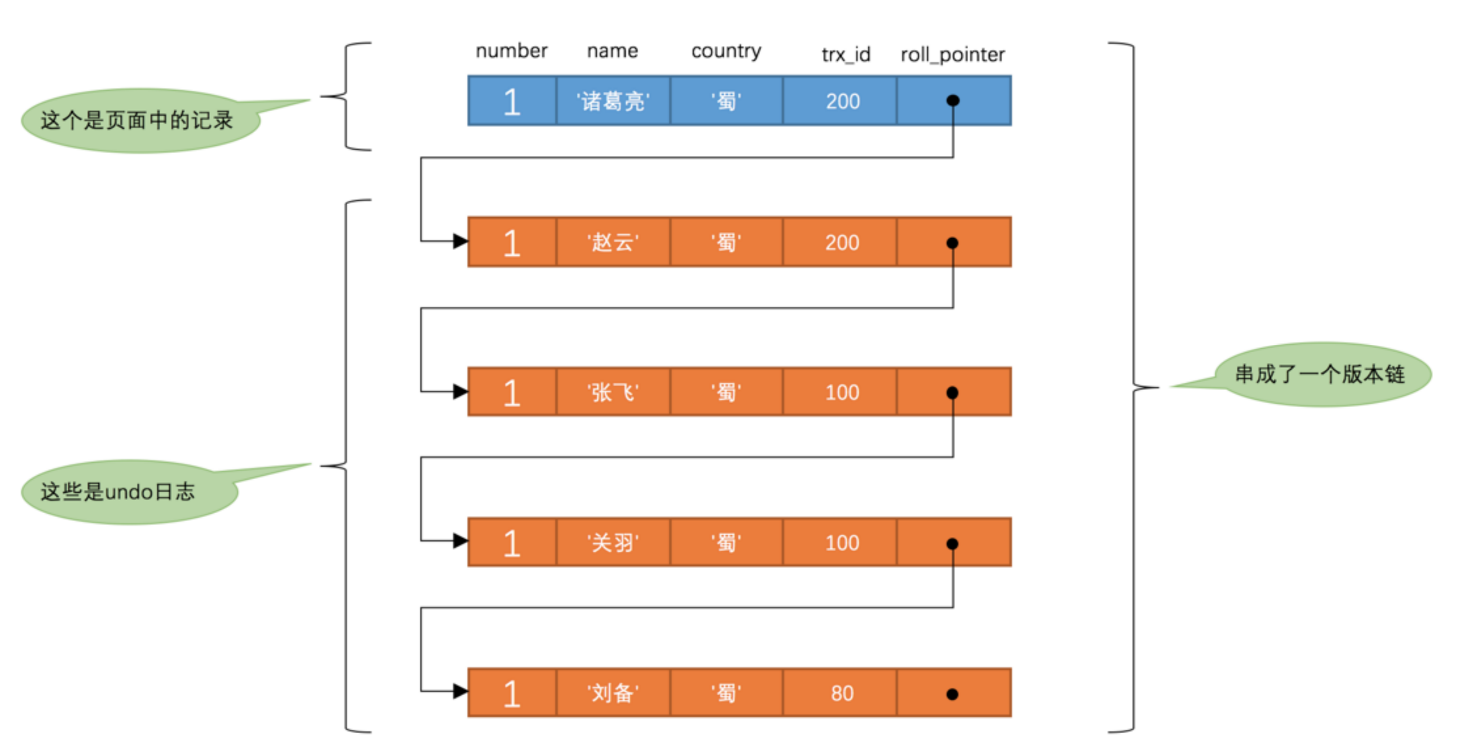 number name country trx_id roll_pointer
1 '诸葛亮' '蜀' 200
这个是页面中的记录
1 '赵云' '蜀' 200
1 '张飞' '蜀' 100
串成了一个版本链
这些是undo日志
1 '关羽' '蜀' 100
1 '刘备' '蜀' 80